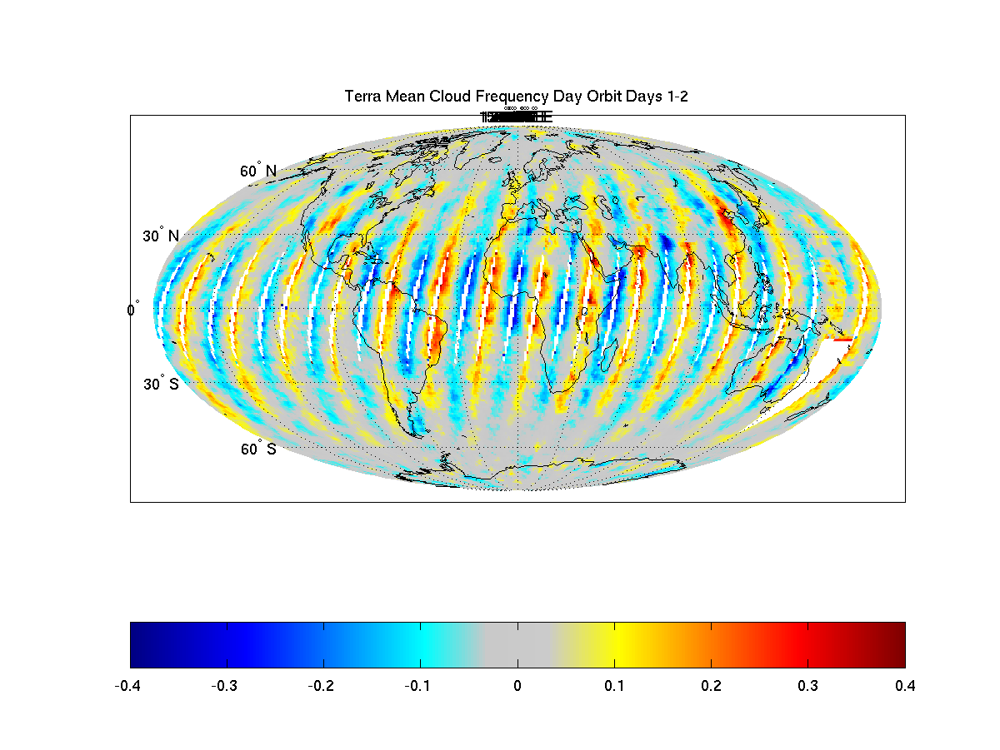 Terra Mean Cloud Frequency Day Orbit Days 1-2
60° N
30° N
0°
30° S
60° S
-0.4 -0.3 -0.2 -0.1 0 0.1 0.2 0.3 0.4